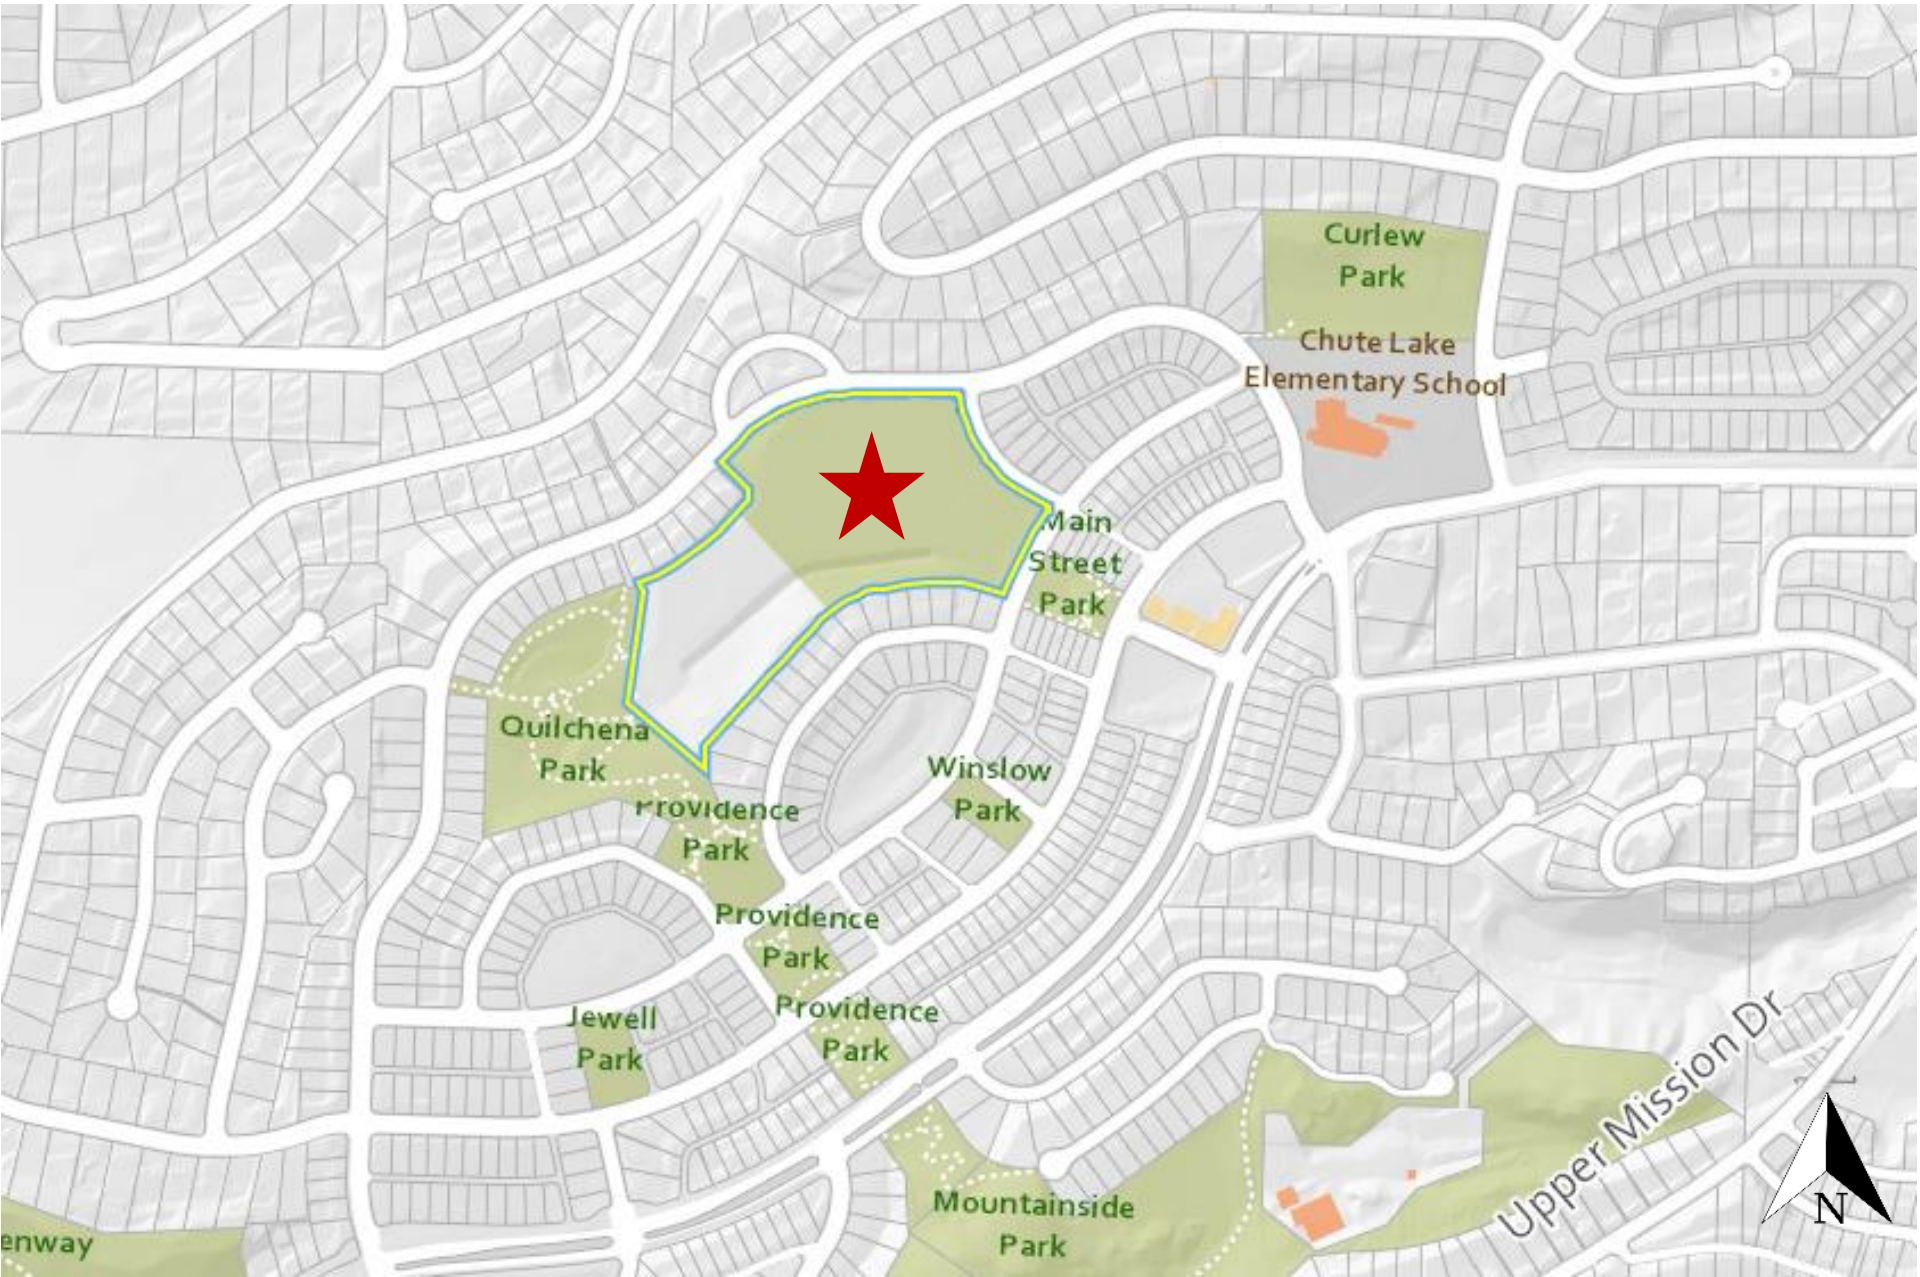 Curlew
Park
Chute Lake
Elementary School
Main
Street
Park
Quilchena
Park
Winslow
Park
Providence
Park
Providence
Park
Providence
Park
Jewell
Park
Upper Mission Dr
Mountainside
Park
enway
N